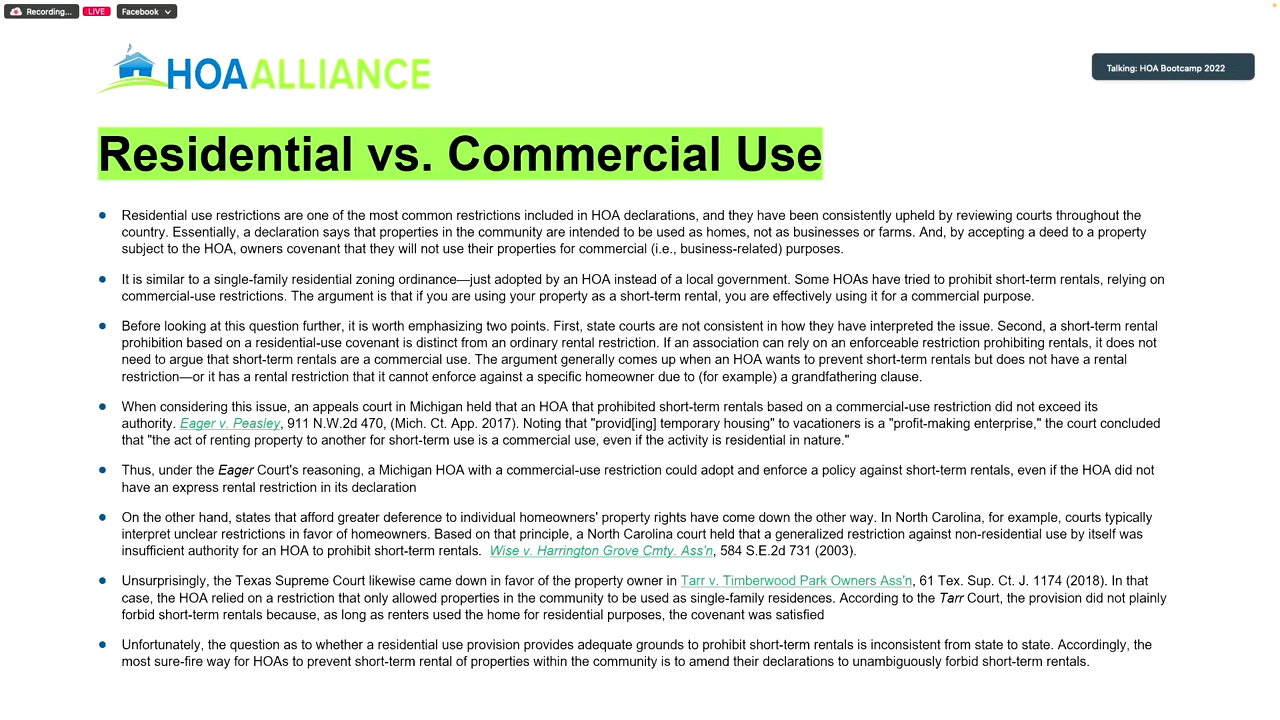 Recording...
LIVE
Facebook
HOAALLIANCE
Talking: HOA Bootcamp 2022
Residential vs. Commercial Use
● Residential use restrictions are one of the most common restrictions included in HOA declarations, and they have been consistently upheld by reviewing courts throughout the
country. Essentially, a declaration says that properties in the community are intended to be used as homes, not as businesses or farms. And, by accepting a deed to a property
subject to the HOA, owners covenant that they will not use their properties for commercial (i.e., business-related) purposes.
● It is similar to a single-family residential zoning ordinance—just adopted by an HOA instead of a local government. Some HOAs have tried to prohibit short-term rentals, relying on
commercial-use restrictions. The argument is that if you are using your property as a short-term rental, you are effectively using it for a commercial purpose.
● Before looking at this question further, it is worth emphasizing two points. First, state courts are not consistent in how they have interpreted the issue. Second, a short-term rental
prohibition based on a residential-use covenant is distinct from an ordinary rental restriction. If an association can rely on an enforceable restriction prohibiting rentals, it does not
need to argue that short-term rentals are a commercial use. The argument generally comes up when an HOA wants to prevent short-term rentals but does not have a rental
restriction—or it has a rental restriction that it cannot enforce against a specific homeowner due to (for example) a grandfathering clause.
● When considering this issue, an appeals court in Michigan held that an HOA that prohibited short-term rentals based on a commercial-use restriction did not exceed its
authority. Eager v. Peasley, 911 N.W.2d 470, (Mich. Ct. App. 2017). Noting that "provid[ing] temporary housing" to vacationers is a "profit-making enterprise," the court concluded
that "the act of renting property to another for short-term use is a commercial use, even if the activity is residential in nature."
● Thus, under the Eager Court's reasoning, a Michigan HOA with a commercial-use restriction could adopt and enforce a policy against short-term rentals, even if the HOA did not
have an express rental restriction in its declaration
● On the other hand, states that afford greater deference to individual homeowners' property rights have come down the other way. In North Carolina, for example, courts typically
interpret unclear restrictions in favor of homeowners. Based on that principle, a North Carolina court held that a generalized restriction against non-residential use by itself was
insufficient authority for an HOA to prohibit short-term rentals. Wise v. Harrington Grove Cmty. Ass'n, 584 S.E.2d 731 (2003).
● Unsurprisingly, the Texas Supreme Court likewise came down in favor of the property owner in Tarr v. Timberwood Park Owners Ass'n, 61 Tex. Sup. Ct. J. 1174 (2018). In that
case, the HOA relied on a restriction that only allowed properties in the community to be used as single-family residences. According to the Tarr Court, the provision did not plainly
forbid short-term rentals because, as long as renters used the home for residential purposes, the covenant was satisfied
● Unfortunately, the question as to whether a residential use provision provides adequate grounds to prohibit short-term rentals is inconsistent from state to state. Accordingly, the
most sure-fire way for HOAs to prevent short-term rental of properties within the community is to amend their declarations to unambiguously forbid short-term rentals.